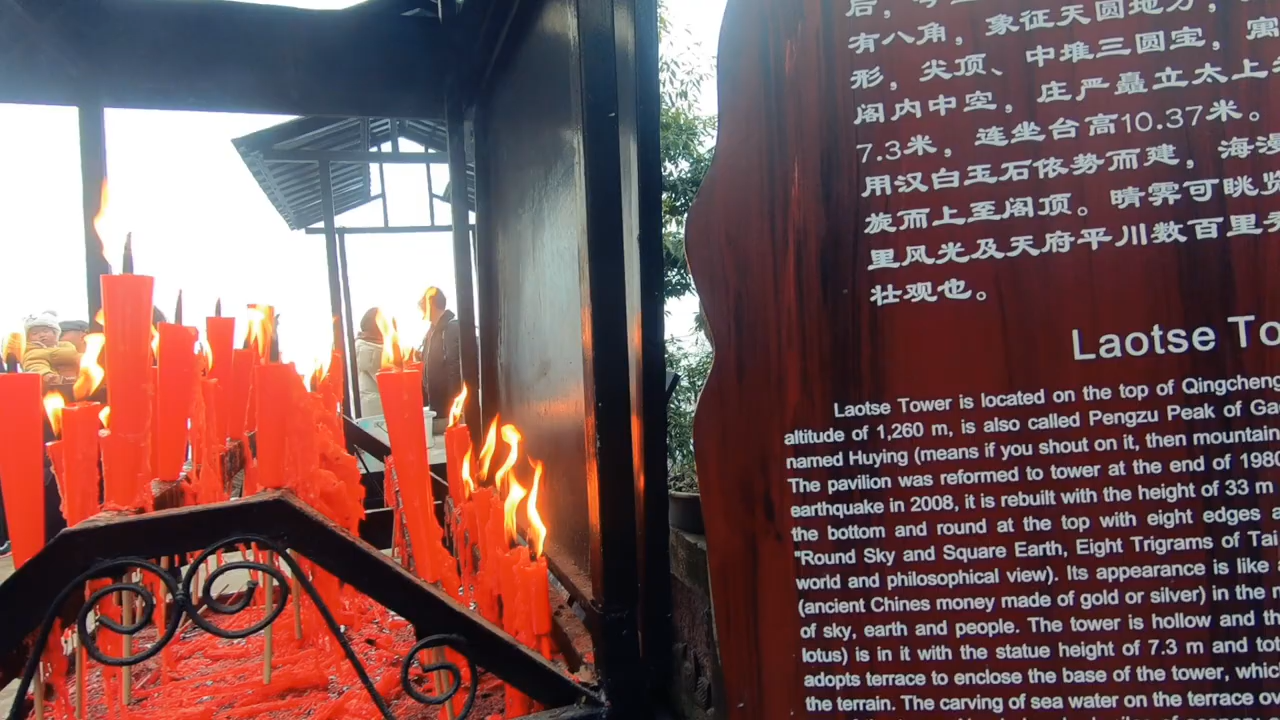 有八角，象征天圆地方，
形，尖顶、中堆三圆宝，寓
阁内中空，庄严矗立太上
7.3米，连坐台高10.37米。
用汉白玉石依势而建，海漫
旋而上至阁顶。晴霁可眺览
里风光及天府平川数百里
壮观也。
Laotse To
Laotse Tower is located on the top of Qingcheng
altitude of 1,260 m, is also called Pengzu Peak of Ga
named Huying (means if you shout on it, then mountain
The pavilion was reformed to tower at the end of 1980
earthquake in 2008, it is rebuilt with the height of 33 m
the bottom and round at the top with eight edges a
"Round Sky and Square Earth, Eight Trigrams of Tai
world and philosophical view). Its appearance is like
(ancient Chines money made of gold or silver) in the
of sky, earth and people. The tower is hollow and th
lotus) is in it with the statue height of 7.3 m and tot
adopts terrace to enclose the base of the tower, whic
the terrain. The carving of sea water on the terrace ov